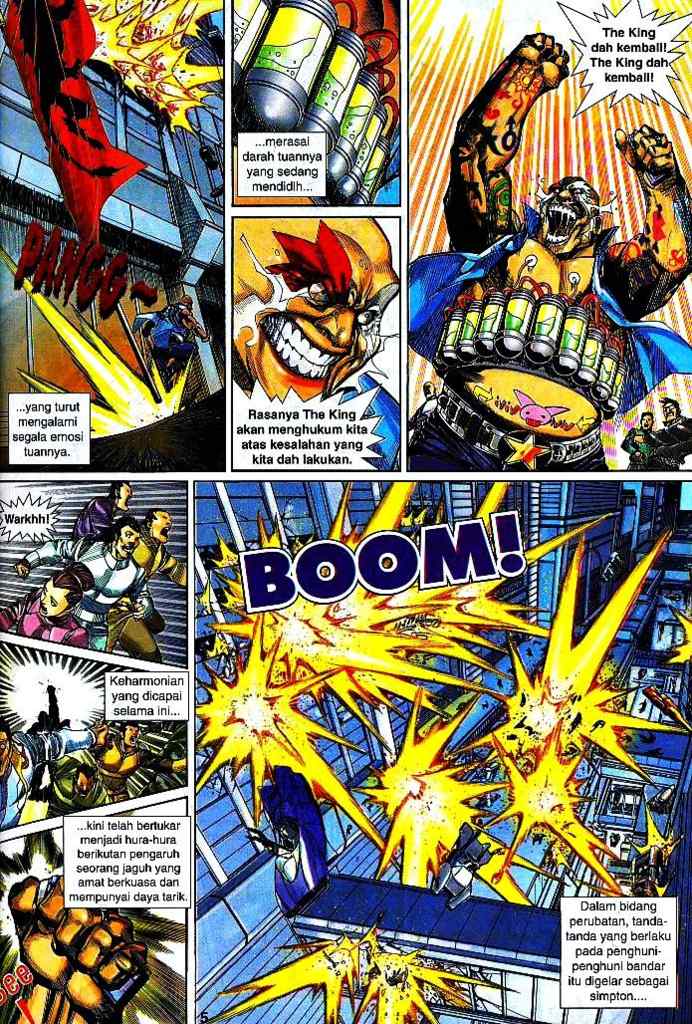 PANGG~
...yang turut
mengalami
segala emosi
tuannya.
...merasai
darah tuannya
yang sedang
mendidih...
Rasanya The King
akan menghukum kita
atas kesalahan yang
kita dah lakukan.
The King
dah kembali!
The King dah
kembali!
Warkhh!
Keharmonian
yang dicapai
selama ini...
...kini telah bertukar
menjadi hura-hura
berikutan pengaruh
seorang jaguh yang
amat berkuasa dan
mempunyai daya tarik.
BOOM!
Dalam bidang
perubatan, tanda-
tanda yang berlaku
pada penghuni-
penghuni bandar
itu digelar sebagai
simpton....
5